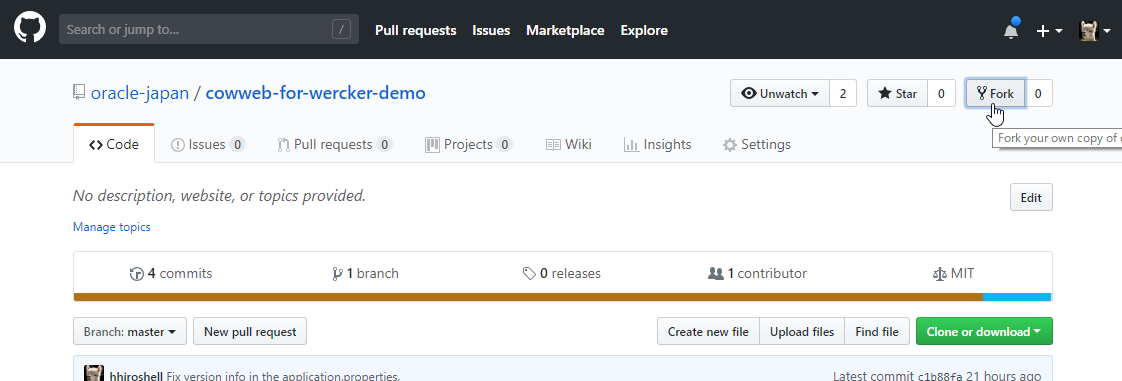 Search or jump to... / Pull requests Issues Marketplace Explore
oracle-japan / cowweb-for-wercker-demo Unwatch 2 Star 0 Fork 0
Fork your own copy of
Code Issues 0 Pull requests 0 Projects 0 Wiki Insights Settings
No description, website, or topics provided. Edit
Manage topics
4 commits 1 branch 0 releases 1 contributor MIT
Branch: master New pull request Create new file Upload files Find file Clone or download
hhiroshell Fix version info in the application.properties. Latest commit c1b88fa 21 hours ago